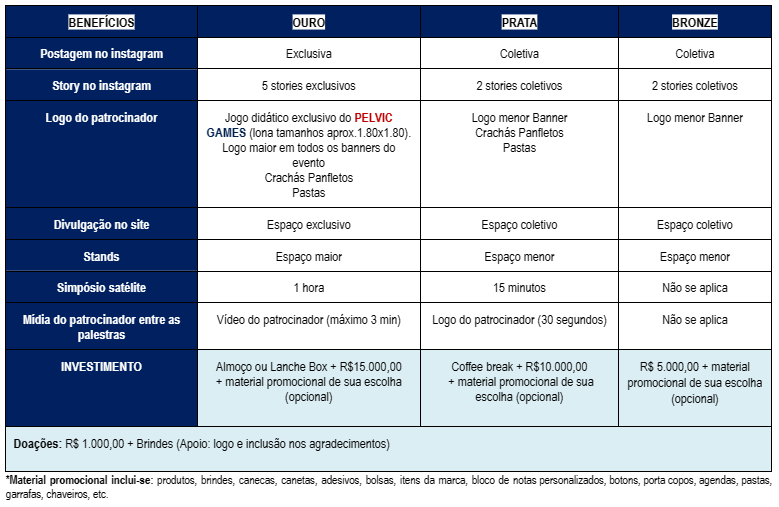 BENEFÍCIOS OURO PRATA BRONZE
Postagem no instagram Exclusiva Coletiva Coletiva
Story no instagram 5 stories exclusivos 2 stories coletivos 2 stories coletivos
Logo do patrocinador
Jogo didático exclusivo do PELVIC
GAMES (lona tamanhos aprox.1.80x1.80).
Logo maior em todos os banners do
evento
Crachás Panfletos
Pastas
Logo menor Banner
Crachás Panfletos
Pastas
Logo menor Banner
Divulgação no site Espaço exclusivo Espaço coletivo Espaço coletivo
Stands Espaço maior Espaço menor Espaço menor
Simpósio satélite 1 hora 15 minutos Não se aplica
Mídia do patrocinador entre as
palestras
Vídeo do patrocinador (máximo 3 min) Logo do patrocinador (30 segundos) Não se aplica
INVESTIMENTO
Almoço ou Lanche Box + R$15.000,00
+ material promocional de sua escolha
(opcional)
Coffee break + R$10.000,00
+ material promocional de sua
escolha (opcional)
R$ 5.000,00 + material
promocional de sua escolha
(opcional)
Doações: R$ 1.000,00 + Brindes (Apoio: logo e inclusão nos agradecimentos)
*Material promocional inclui-se: produtos, brindes, canecas, canetas, adesivos, bolsas, itens da marca, bloco de notas personalizados, botons, porta copos, agendas, pastas,
garrafas, chaveiros, etc.